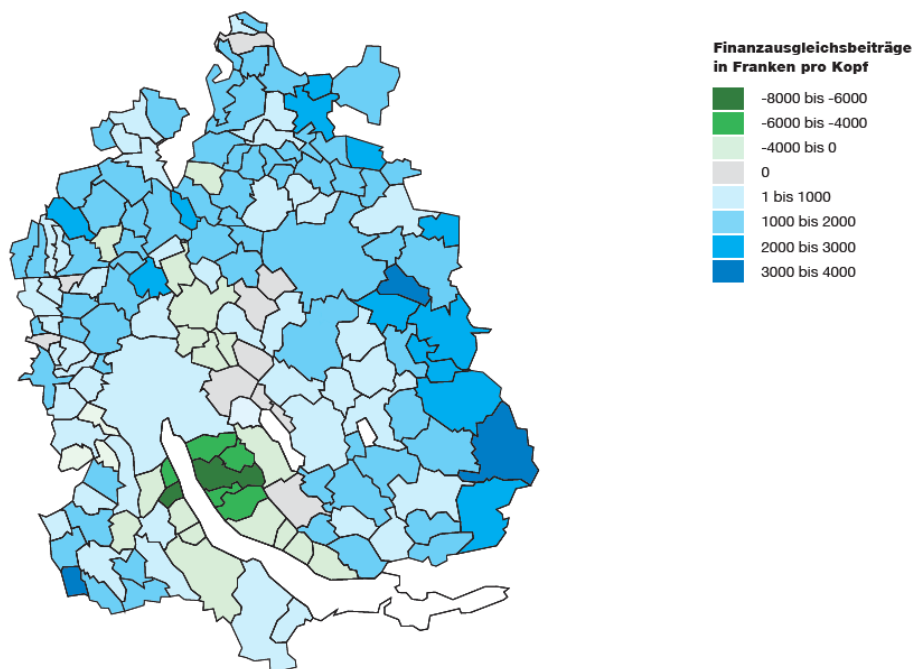 Finanzausgleichsbeiträge
in Franken pro Kopf
-8000 bis -6000
-6000 bis -4000
-4000 bis 0
0
1 bis 1000
1000 bis 2000
2000 bis 3000
3000 bis 4000